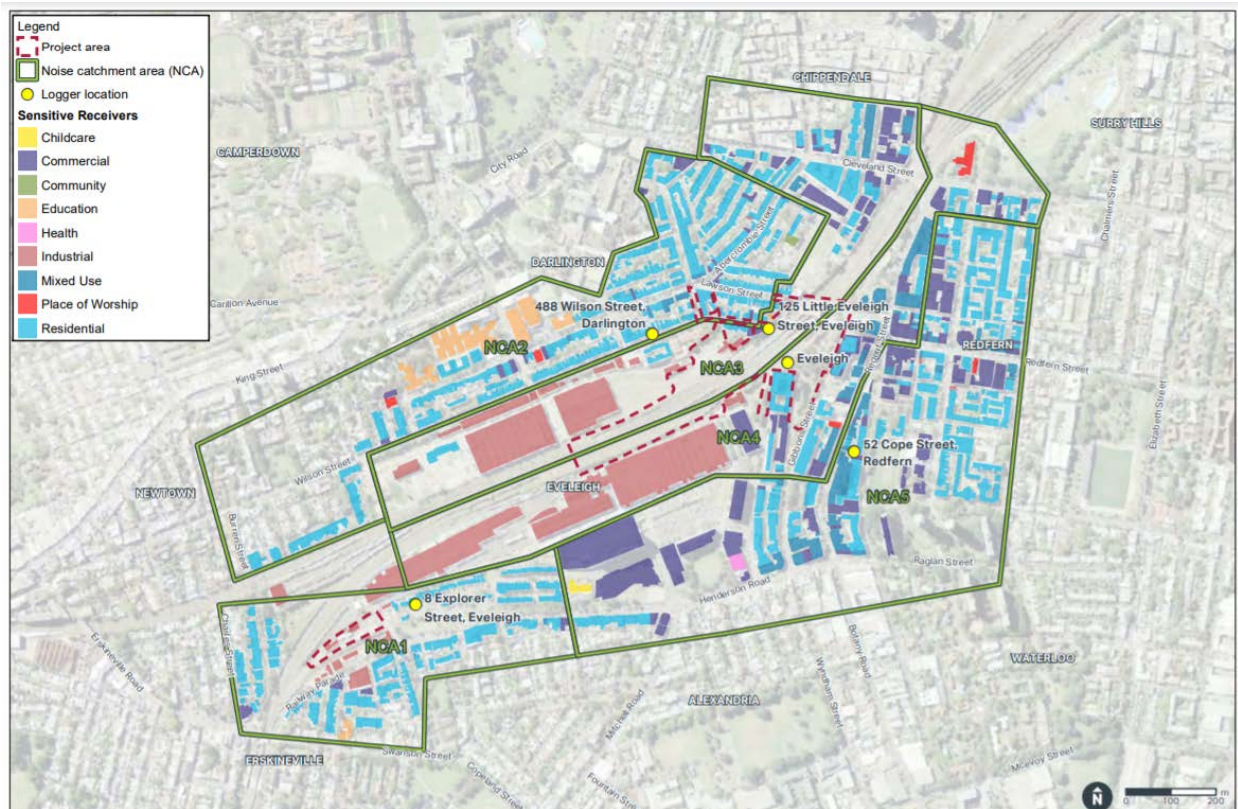 Legend
Project area
Noise catchment area (NCA)
Logger location
Sensitive Receivers
Childcare
Commercial
Community
Education
Health
Industrial
Mixed Use
Place of Worship
Residential
CHIPPENDALE
SURRY HILLS
CAMPERDOWN
City Road
Cleveland Street
Chalmers Street
Abercrombie Street
DARLINGTON
Lawson Street
Carillon Avenue
488 Wilson Street,
Darlington
125 Little Eveleigh
Street, Eveleigh
NCA2
King Street
NCA3
Eveleigh
Regent Street
REDFERN
Redfern Street
Elizabeth Street
NCA4
Gibbons Street
52 Cope Street,
Redfern
Wilson Street
NEWTOWN
EVELEIGH
NCA5
Burren Street
Raglan Street
Henderson Road
8 Explorer
Street, Eveleigh
Charles Street
Erskineville Road
NCA1
Railway Parade
Botany Road
Wyndham Street
WATERLOO
Mitchell Road
ALEXANDRIA
ERSKINEVILLE
Swanson Street
Copeland Street
Fountain Stre
McEvoy Street
N
0 100 200 m